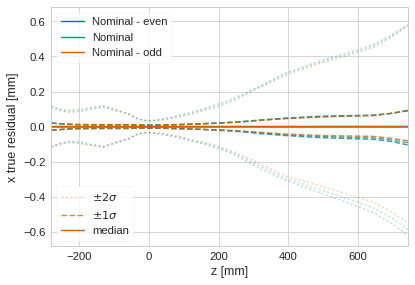 Nominal - even
Nominal
Nominal - odd
±2σ
±1σ
median
x true residual [mm]
0.6
0.4
0.2
0.0
−0.2
−0.4
−0.6
−200
0
200
400
600
z [mm]